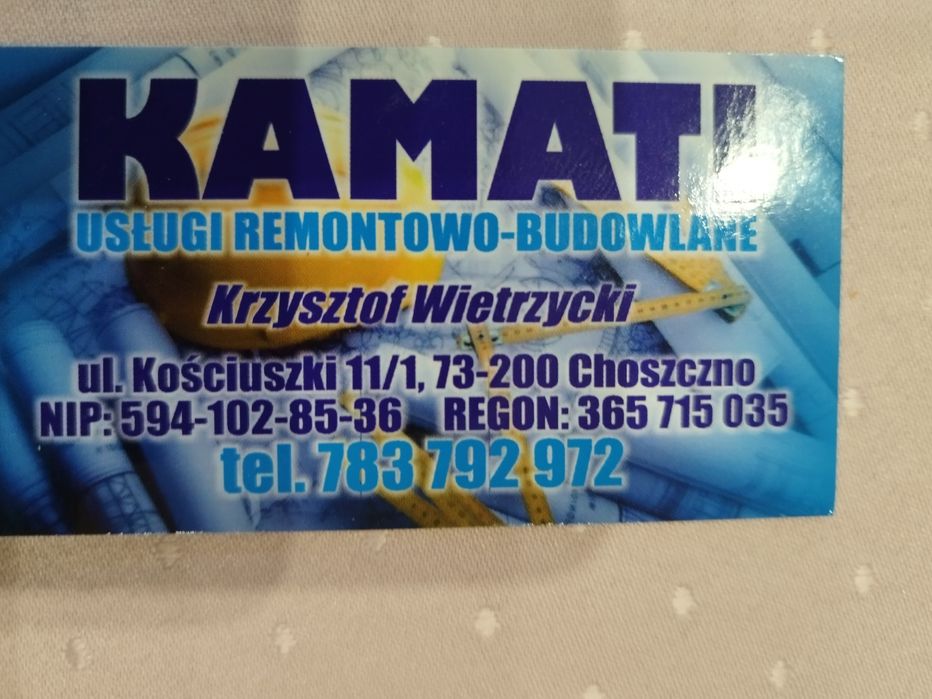 KAMATI
USŁUGI REMONTOWO-BUDOWLANE
Krzysztof Wietrzycki
ul. Kościuszki 11/1, 73-200 Choszczno
NIP: 594-102-85-36 REGON: 365 715 035
tel. 783 792 972